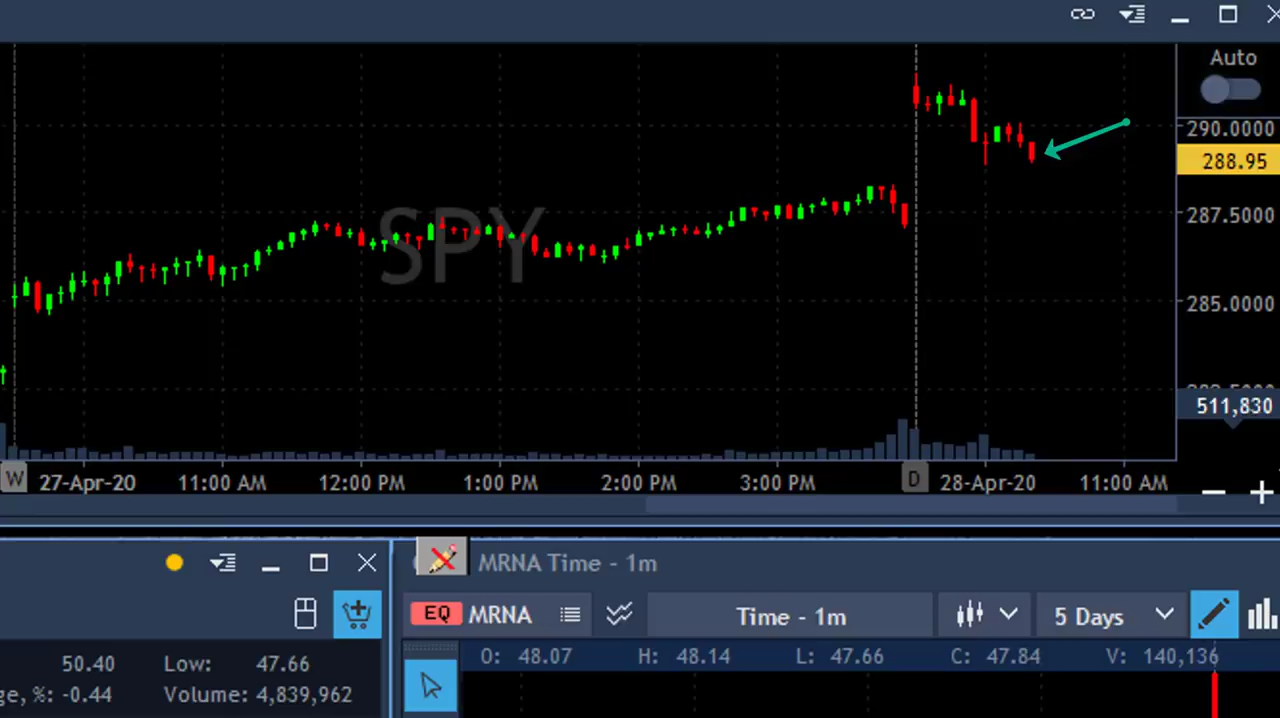 Auto
290.0000
288.95
SPY
287.5000
285.0000
511,830
W 27-Apr-20 11:00 AM 12:00 PM 1:00 PM 2:00 PM 3:00 PM D 28-Apr-20 11:00 AM
MRNA Time - 1m
EQ MRNA Time - 1m 5 Days
50.40 Low: 47.66
O: 48.07 H: 48.14 L: 47.66 C: 47.84 V: 140,136
ge, %: -0.44 Volume: 4,839,962